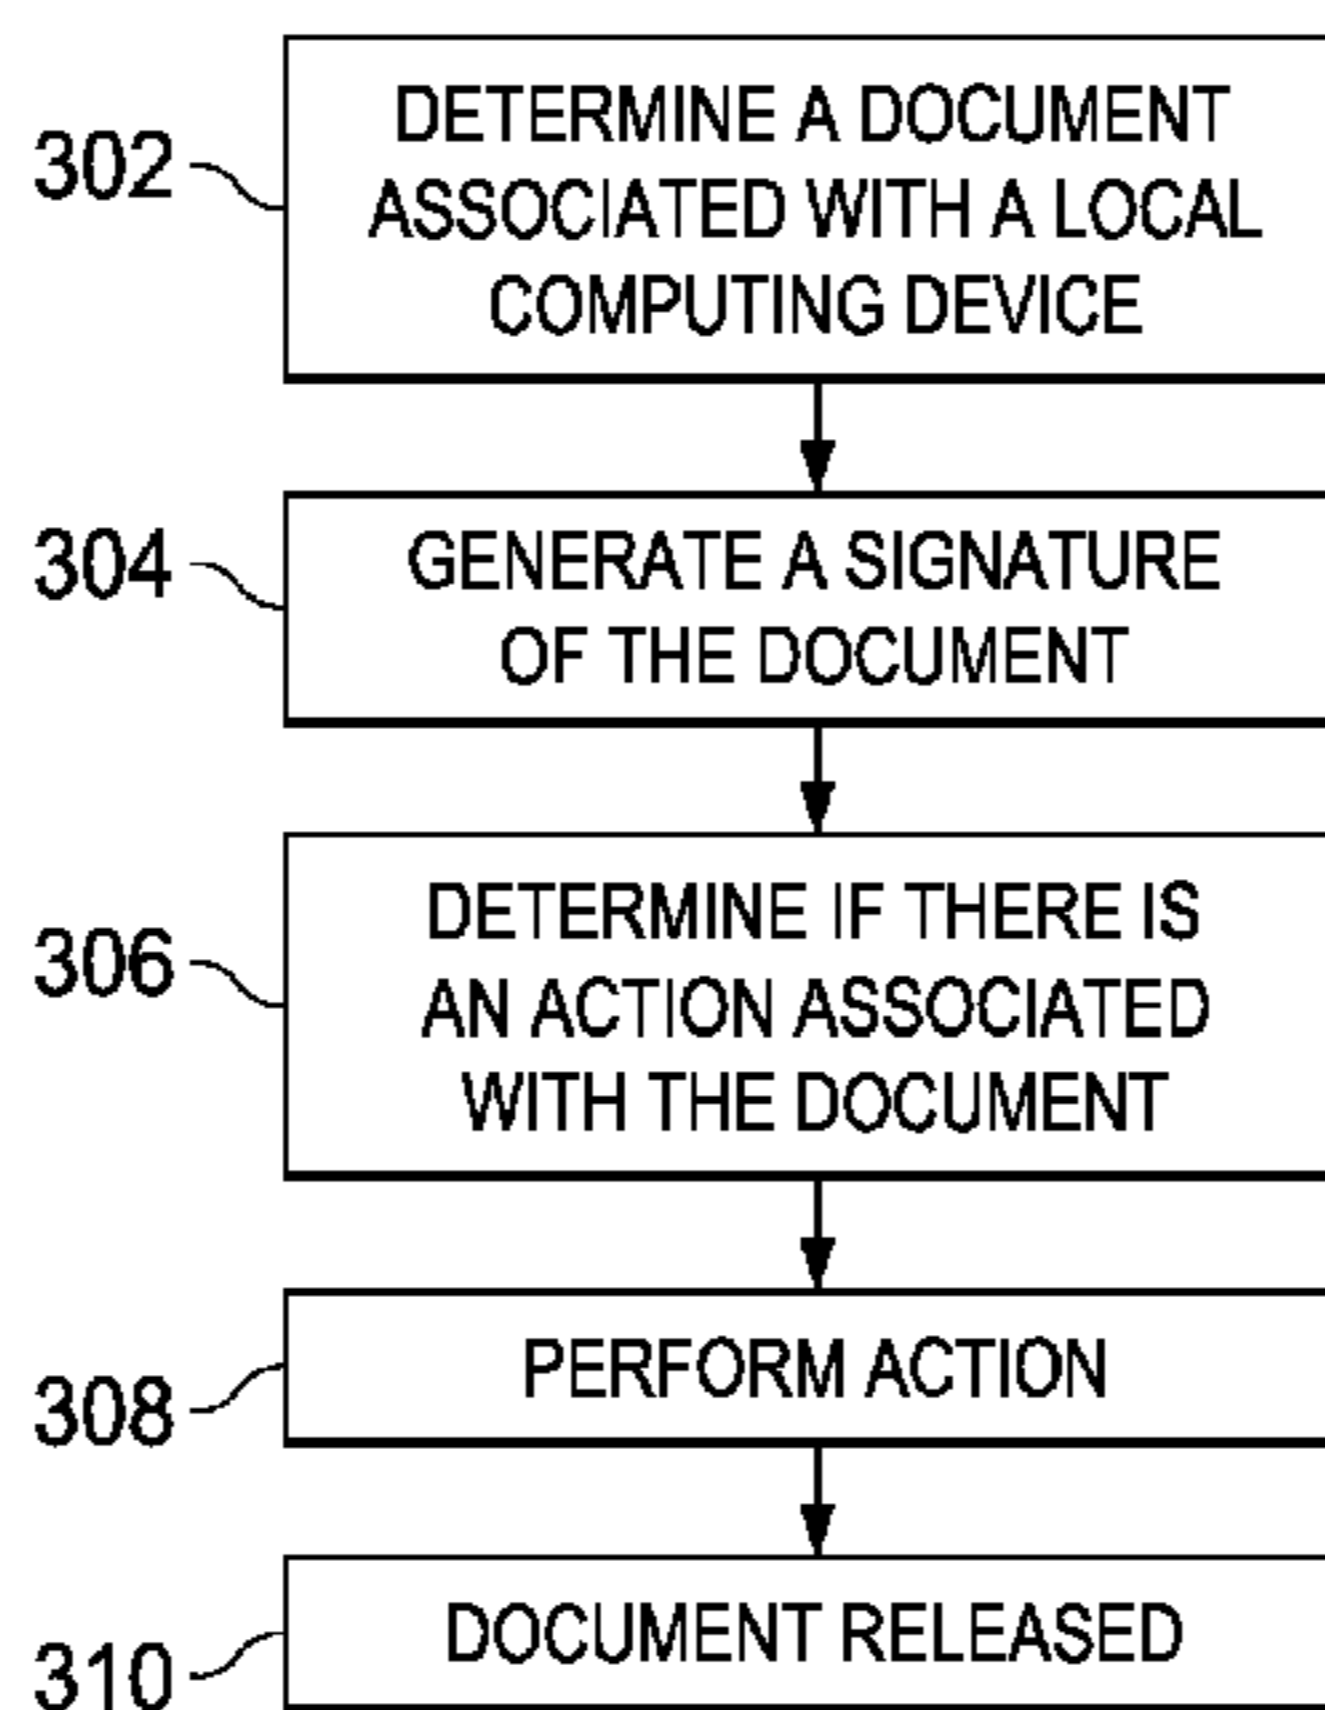 302
DETERMINE A DOCUMENT
ASSOCIATED WITH A LOCAL
COMPUTING DEVICE
304
GENERATE A SIGNATURE
OF THE DOCUMENT
306
DETERMINE IF THERE IS
AN ACTION ASSOCIATED
WITH THE DOCUMENT
308
PERFORM ACTION
310
DOCUMENT RELEASED